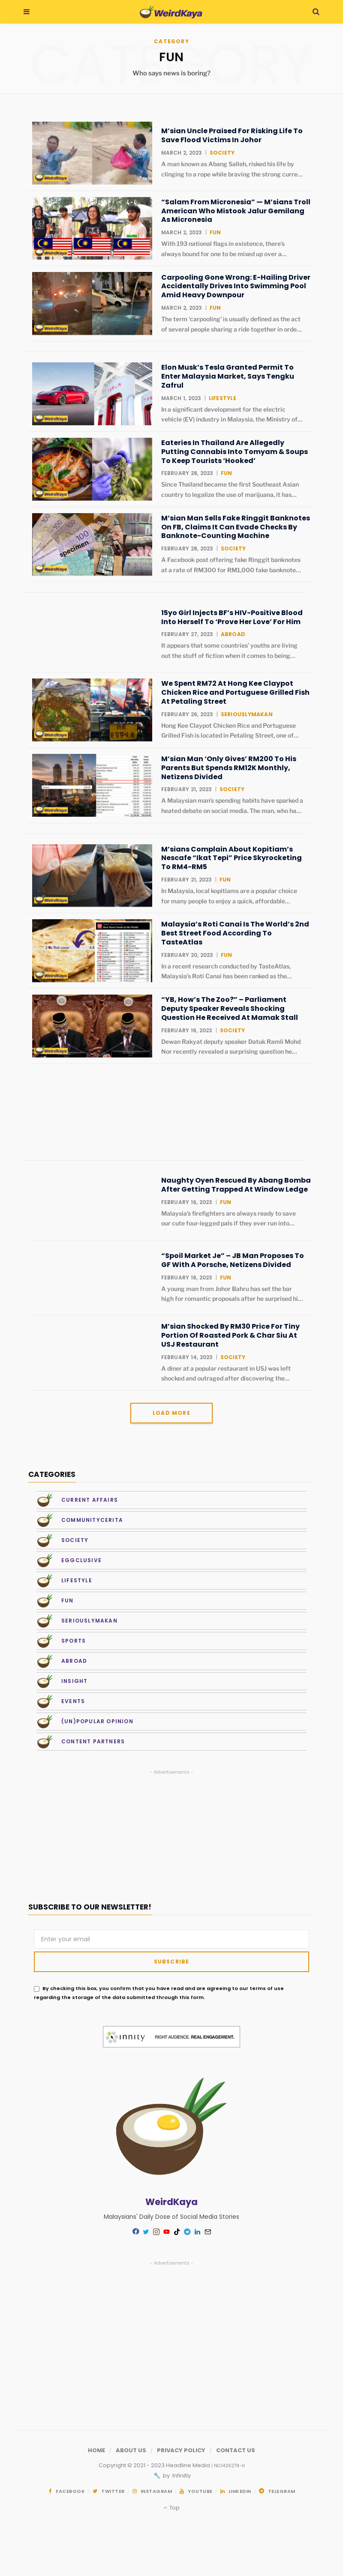 WeirdKaya
CATEGORY
CATEGORY
FUN
Who says news is boring?
M'sian Uncle Praised For Risking Life To
Save Flood Victims In Johor
MARCH 2, 2023 | SOCIETY
A man known as Abang Salleh, risked his life by
clinging to a rope while braving the strong curre…
WeirdKaya
"Salam From Micronesia" — M'sians Troll
American Who Mistook Jalur Gemilang
As Micronesia
MARCH 2, 2023 | FUN
With 193 national flags in existence, there's
always bound for one to be mixed up over a…
WeirdKaya
Carpooling Gone Wrong: E-Hailing Driver
Accidentally Drives Into Swimming Pool
Amid Heavy Downpour
MARCH 2, 2023 | FUN
The term 'carpooling' is usually defined as the act
of several people sharing a ride together in orde…
WeirdKaya
Elon Musk's Tesla Granted Permit To
Enter Malaysia Market, Says Tengku
Zafrul
MARCH 1, 2023 | LIFESTYLE
In a significant development for the electric
vehicle (EV) industry in Malaysia, the Ministry of…
WeirdKaya
Eateries In Thailand Are Allegedly
Putting Cannabis Into Tomyam & Soups
To Keep Tourists 'Hooked'
FEBRUARY 28, 2023 | FUN
Since Thailand became the first Southeast Asian
country to legalize the use of marijuana, it has…
WeirdKaya
M'sian Man Sells Fake Ringgit Banknotes
On FB, Claims It Can Evade Checks By
Banknote-Counting Machine
FEBRUARY 28, 2023 | SOCIETY
A Facebook post offering fake Ringgit banknotes
at a rate of RM300 for RM1,000 fake banknote…
specimen
WeirdKaya
15yo Girl Injects BF's HIV-Positive Blood
Into Herself To 'Prove Her Love' For Him
FEBRUARY 27, 2023 | ABROAD
It appears that some countries' youths are living
out the stuff of fiction when it comes to being…
We Spent RM72 At Hong Kee Claypot
Chicken Rice and Portuguese Grilled Fish
At Petaling Street
FEBRUARY 26, 2023 | SERIOUSLYMAKAN
Hong Kee Claypot Chicken Rice and Portuguese
Grilled Fish is located in Petaling Street, one of…
WeirdKaya
M'sian Man 'Only Gives' RM200 To His
Parents But Spends RM12K Monthly,
Netizens Divided
FEBRUARY 21, 2023 | SOCIETY
A Malaysian man's spending habits have sparked a
heated debate on social media. The man, who ha…
WeirdKaya
M'sians Complain About Kopitiam's
Nescafe "Ikat Tepi" Price Skyrocketing
To RM4-RM5
FEBRUARY 21, 2023 | FUN
In Malaysia, local kopitiams are a popular choice
for many people to enjoy a quick, affordable…
WeirdKaya
Malaysia's Roti Canai Is The World's 2nd
Best Street Food According To
TasteAtlas
FEBRUARY 20, 2023 | FUN
In a recent research conducted by TasteAtlas,
Malaysia's Roti Canai has been ranked as the…
WeirdKaya
"YB, How's The Zoo?" – Parliament
Deputy Speaker Reveals Shocking
Question He Received At Mamak Stall
FEBRUARY 16, 2023 | SOCIETY
Dewan Rakyat deputy speaker Datuk Ramli Mohd
Nor recently revealed a surprising question he…
WeirdKaya
Naughty Oyen Rescued By Abang Bomba
After Getting Trapped At Window Ledge
FEBRUARY 16, 2023 | FUN
Malaysia's firefighters are always ready to save
our cute four-legged pals if they ever run into…
"Spoil Market Je" – JB Man Proposes To
GF With A Porsche, Netizens Divided
FEBRUARY 16, 2023 | FUN
A young man from Johor Bahru has set the bar
high for romantic proposals after he surprised hi…
M'sian Shocked By RM30 Price For Tiny
Portion Of Roasted Pork & Char Siu At
USJ Restaurant
FEBRUARY 14, 2023 | SOCIETY
A diner at a popular restaurant in USJ was left
shocked and outraged after discovering the…
LOAD MORE
CATEGORIES
CURRENT AFFAIRS
COMMUNITYCERITA
SOCIETY
EGGCLUSIVE
LIFESTYLE
FUN
SERIOUSLYMAKAN
SPORTS
ABROAD
INSIGHT
EVENTS
(UN)POPULAR OPINION
CONTENT PARTNERS
- Advertisements -
SUBSCRIBE TO OUR NEWSLETTER!
Enter your email
SUBSCRIBE
By checking this box, you confirm that you have read and are agreeing to our terms of use
regarding the storage of the data submitted through this form.
innity RIGHT AUDIENCE. REAL ENGAGEMENT.
WeirdKaya
Malaysians' Daily Dose of Social Media Stories
- Advertisements -
HOME / ABOUT US / PRIVACY POLICY / CONTACT US
Copyright © 2021 - 2023 Headline Media
by Infinity
FACEBOOK TWITTER INSTAGRAM YOUTUBE LINKEDIN TELEGRAM
Top